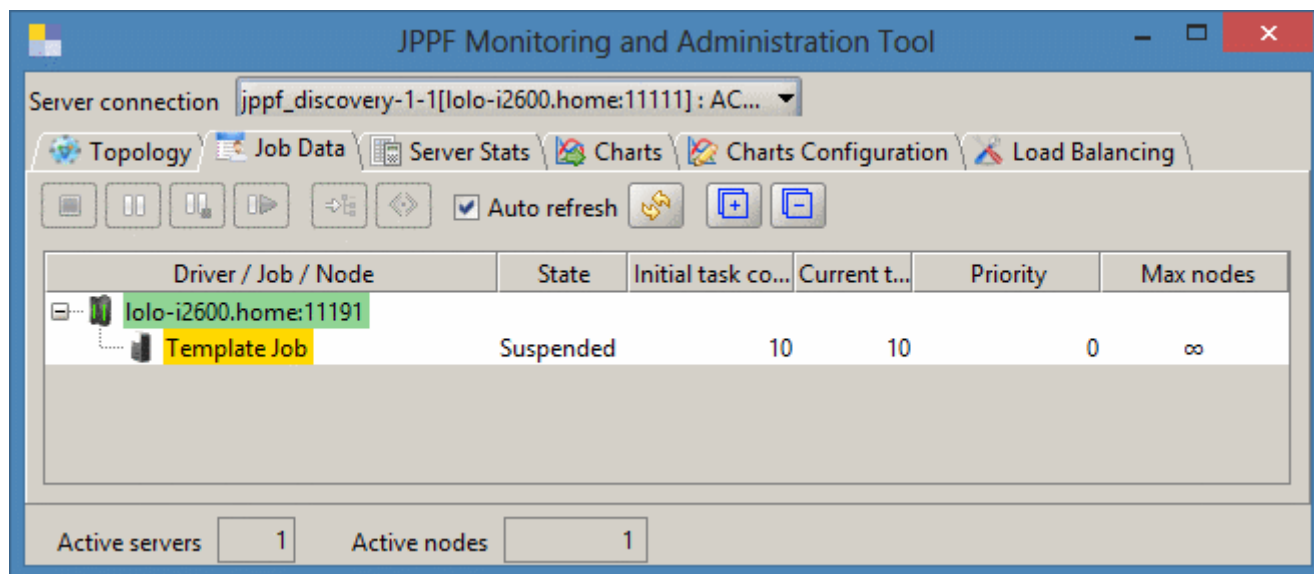 JPPF Monitoring and Administration Tool
Server connection jppf_discovery-1-1[lolo-i2600.home:11111] : AC...
Topology Job Data Server Stats Charts Charts Configuration Load Balancing
Auto refresh
Driver / Job / Node State Initial task co... Current t... Priority Max nodes
lolo-i2600.home:11191
Template Job Suspended 10 10 0 ∞
Active servers 1 Active nodes 1